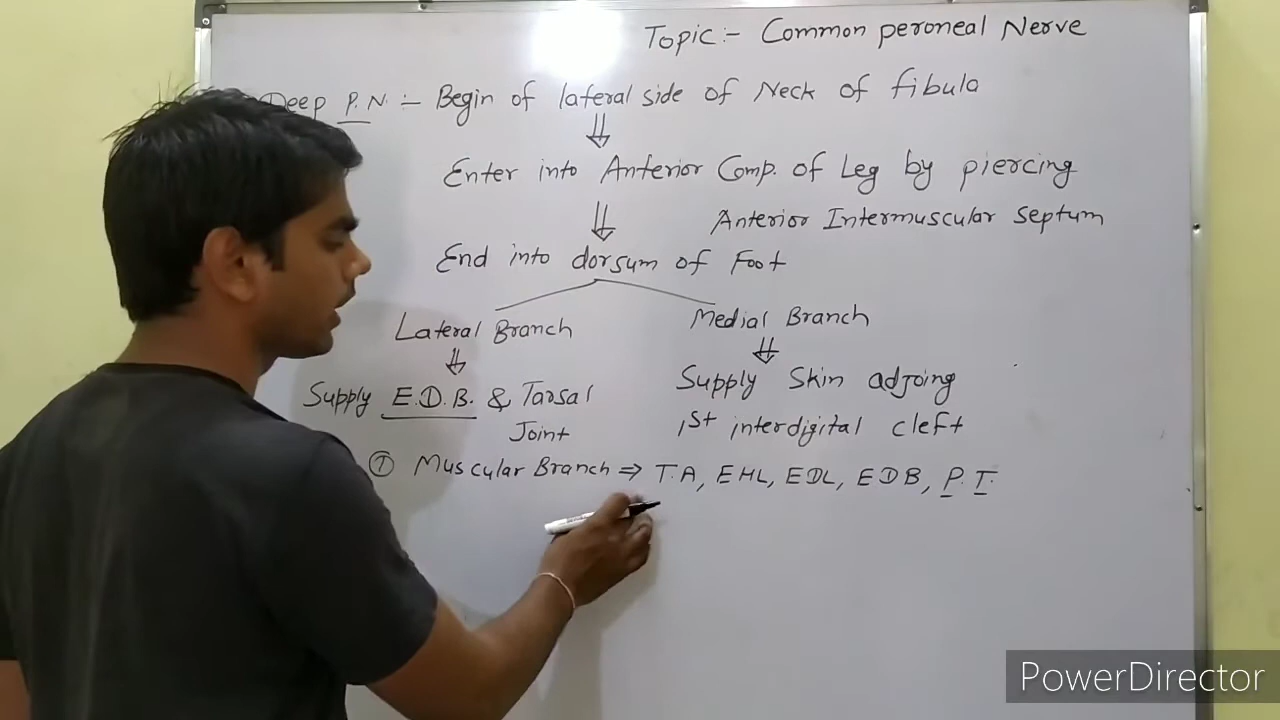 Topic:- Common peroneal Nerve
Deep P.N. :- Begin of lateral side of Neck of fibula
Enter into Anterior Comp. of Leg by piercing
Anterior Intermuscular Septum
End into dorsum of Foot
Lateral Branch
Medial Branch
Supply E.D.B. & Tarsal
Joint
Supply Skin adjoing
1st interdigital cleft
① Muscular Branch ⇒ T.A, EHL, EDL, EDB, P.T.
PowerDirector